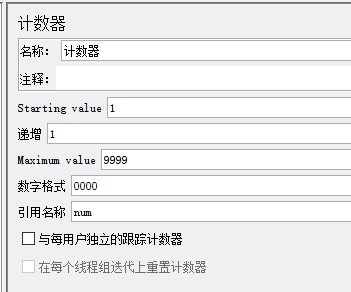 计数器
名称： 计数器
注释：
Starting value 1
递增 1
Maximum value 9999
数字格式 0000
引用名称 num
与每用户独立的跟踪计数器
在每个线程组迭代上重置计数器